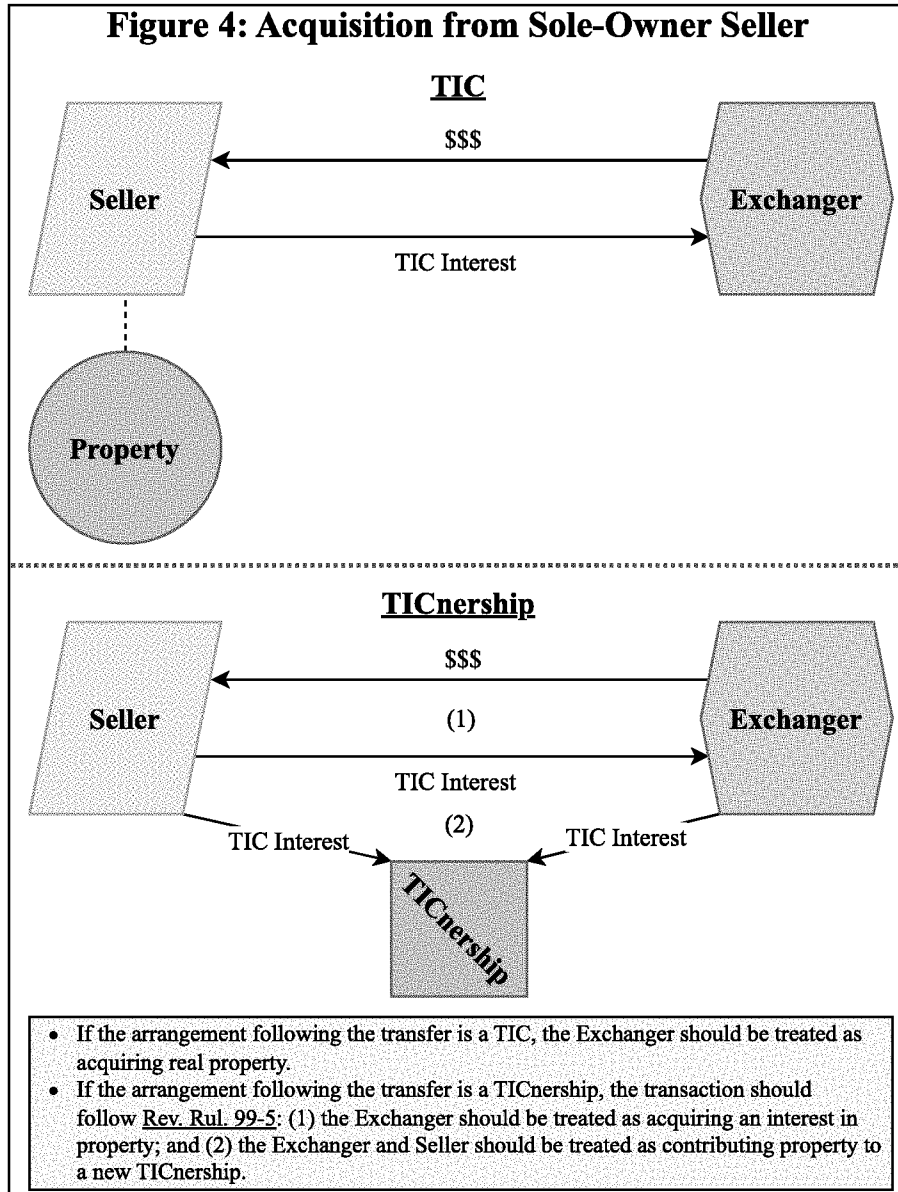 Figure 4: Acquisition from Sole-Owner Seller
TIC
$$$
Seller
Exchanger
TIC Interest
Property
TICnership
$$$
Seller
(1)
Exchanger
TIC Interest
(2)
TIC Interest
TIC Interest
TICnership
• If the arrangement following the transfer is a TIC, the Exchanger should be treated as
acquiring real property.
• If the arrangement following the transfer is a TICnership, the transaction should
follow Rev. Rul. 99-5: (1) the Exchanger should be treated as acquiring an interest in
property; and (2) the Exchanger and Seller should be treated as contributing property to
a new TICnership.